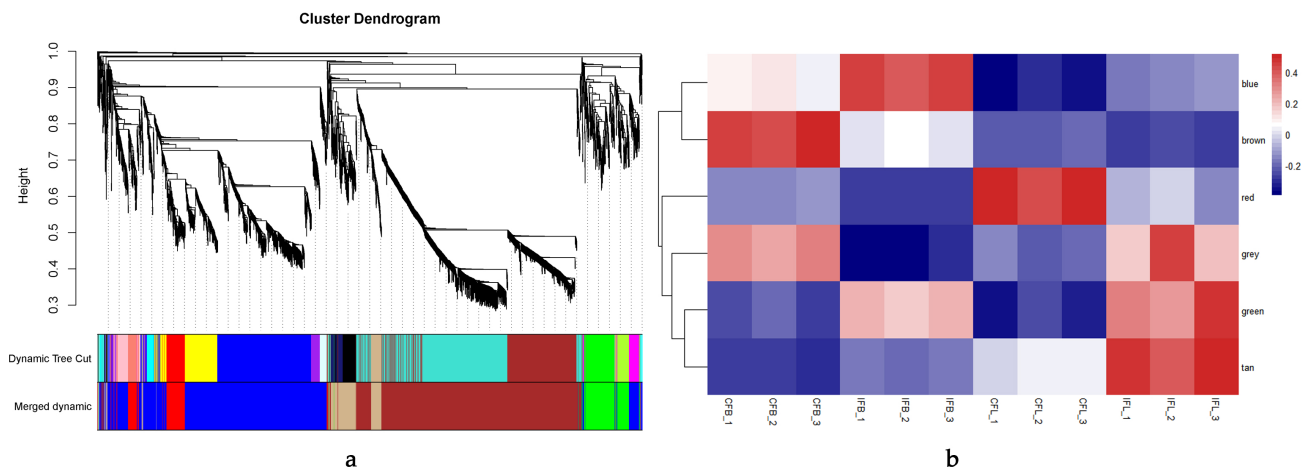 Cluster Dendrogram
Height
1.0
0.9
0.8
0.7
0.6
0.5
0.4
0.3
Dynamic Tree Cut
Merged dynamic
a
blue
brown
red
grey
green
tan
0.4
0.2
0
-0.2
CFB_1
CFB_2
CFB_3
IFB_1
IFB_2
IFB_3
CFL_1
CFL_2
CFL_3
IFL_1
IFL_2
IFL_3
b